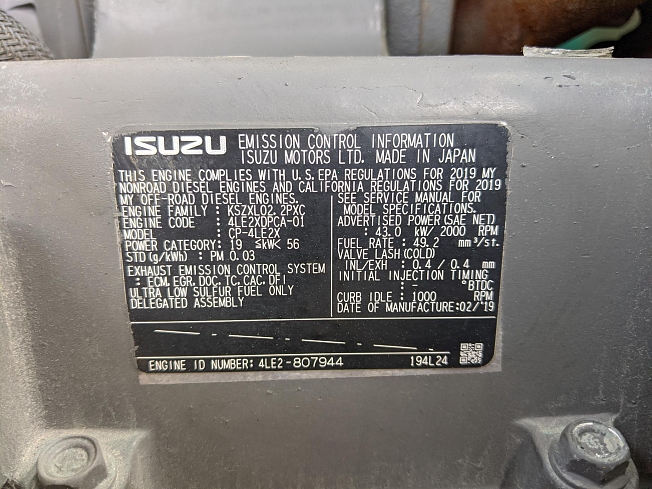 ISUZU EMISSION CONTROL INFORMATION
ISUZU MOTORS LTD. MADE IN JAPAN
THIS ENGINE COMPLIES WITH U.S. EPA REGULATIONS FOR 2019 MY
NONROAD DIESEL ENGINES AND CALIFORNIA REGULATIONS FOR 2019
MY OFF-ROAD DIESEL ENGINES.
ENGINE FAMILY : KSZXL02.2PXC
ENGINE CODE : 4LE2XDPCA-01
MODEL : CP-4LE2X
POWER CATEGORY : 19 ≦kW< 56
STD (g/kWh) : PM 0.03
EXHAUST EMISSION CONTROL SYSTEM
: ECM, EGR, DOC, TC, CAC, DFI
ULTRA LOW SULFUR FUEL ONLY
DELEGATED ASSEMBLY
SEE SERVICE MANUAL FOR
MODEL SPECIFICATIONS.
ADVERTISED POWER (SAE NET)
: 43.0 kW/ 2000 RPM
FUEL RATE : 49.2 mm³/st.
VALVE LASH (COLD)
INL/EXH : 0.4 / 0.4 mm
INITIAL INJECTION TIMING
: - °BTDC
CURB IDLE : 1000 RPM
DATE OF MANUFACTURE:02/'19
ENGINE ID NUMBER: 4LE2-807944 194L24